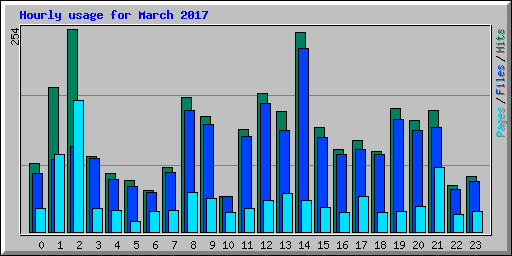 Hourly usage for March 2017
254
Pages/Files/Hits
0 1 2 3 4 5 6 7 8 9 10 11 12 13 14 15 16 17 18 19 20 21 22 23